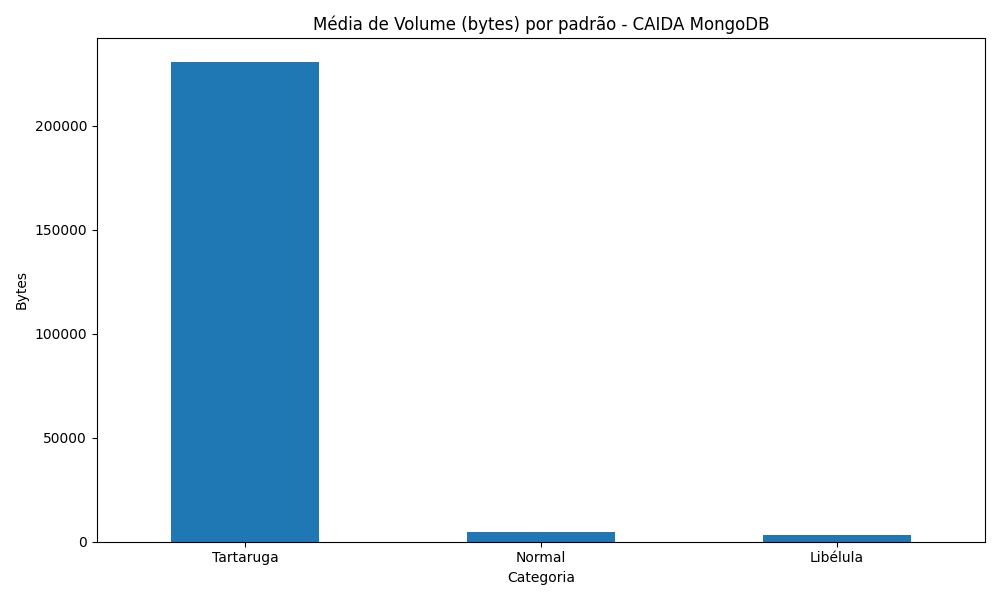 Média de Volume (bytes) por padrão - CAIDA MongoDB
200000
150000
100000
50000
0
Bytes
Tartaruga
Normal
Libélula
Categoria